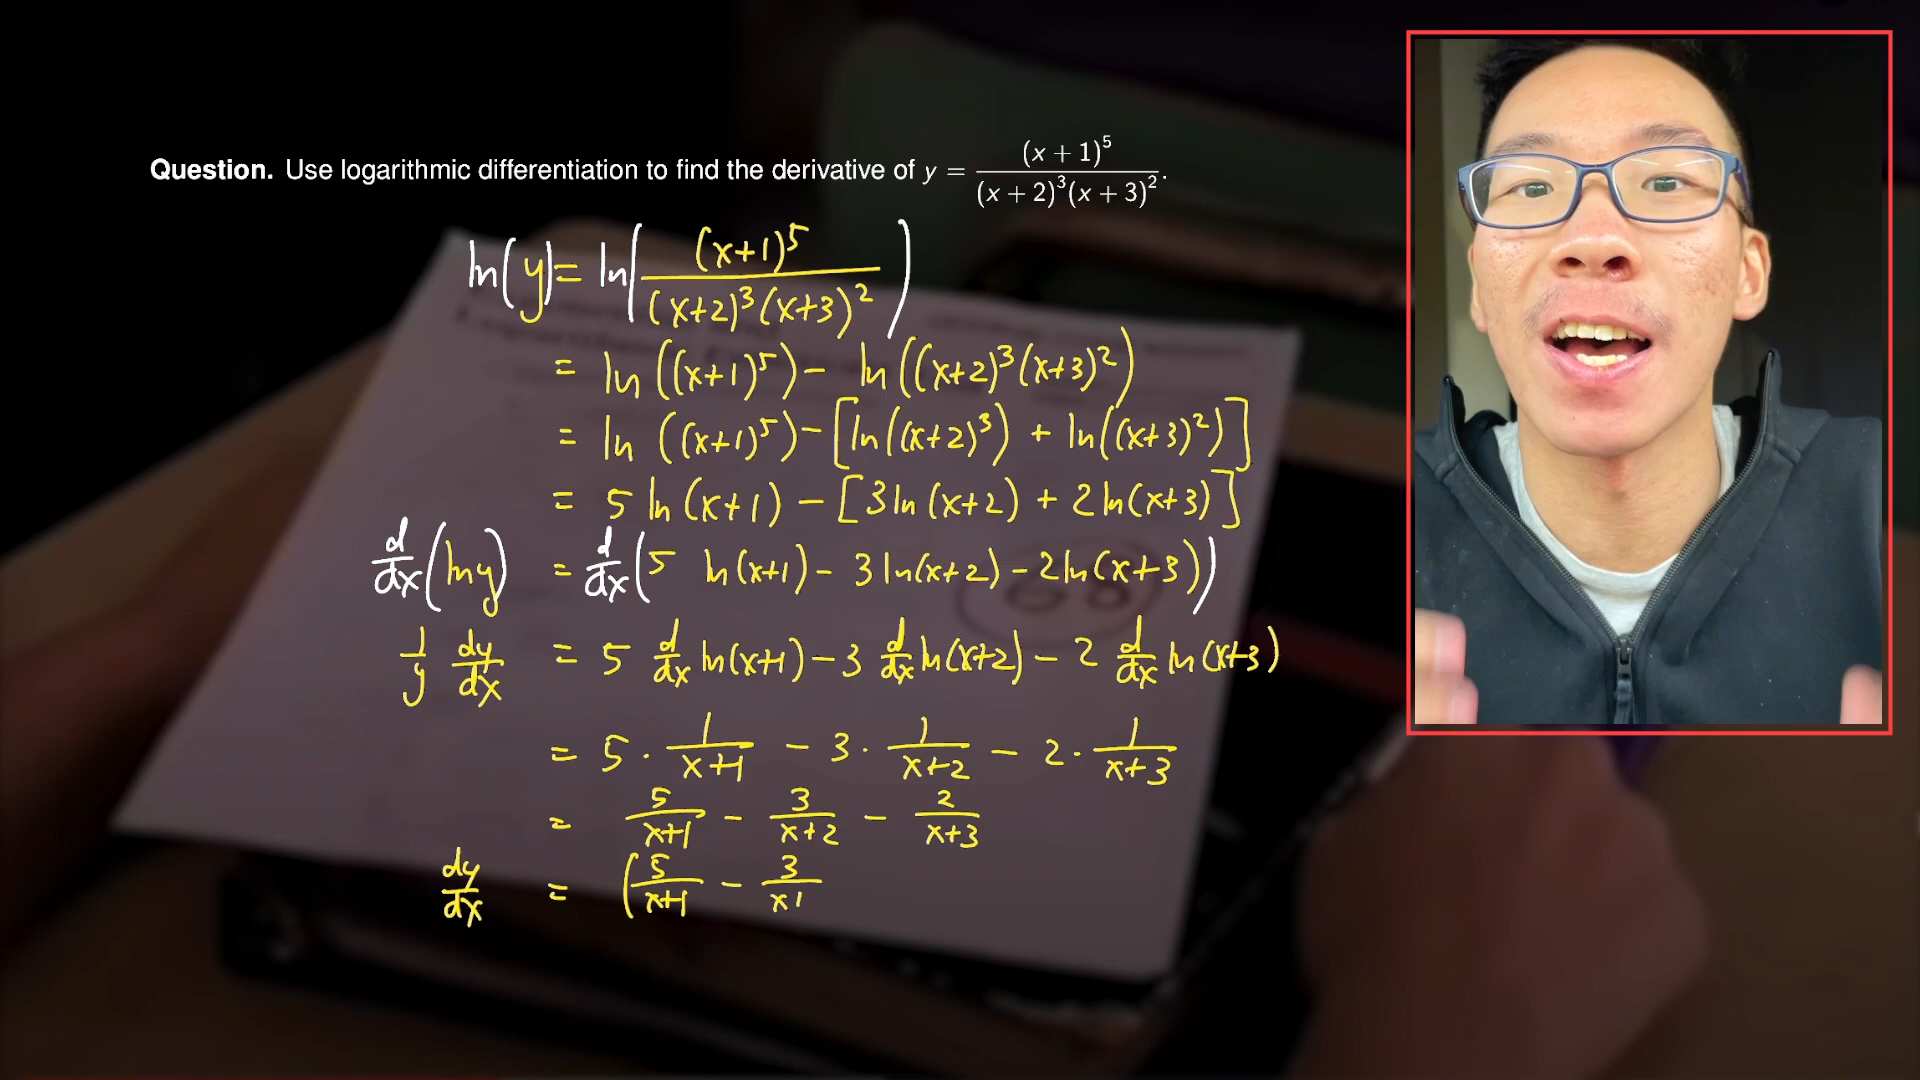 Question. Use logarithmic differentiation to find the derivative of y = (x + 1)^5 / (x + 2)^3(x + 3)^2.
ln(y) = ln((x+1)^5 / (x+2)^3(x+3)^2)
= ln((x+1)^5) - ln((x+2)^3(x+3)^2)
= ln((x+1)^5) - [ln((x+2)^3) + ln((x+3)^2)]
= 5 ln(x+1) - [3 ln(x+2) + 2 ln(x+3)]
d/dx(ln y) = d/dx(5 ln(x+1) - 3 ln(x+2) - 2 ln(x+3))
1/y dy/dx = 5 d/dx ln(x+1) - 3 d/dx ln(x+2) - 2 d/dx ln(x+3)
= 5 · 1/x+1 - 3 · 1/x+2 - 2 · 1/x+3
= 5/x+1 - 3/x+2 - 2/x+3
dy/dx = (5/x+1 - 3/x